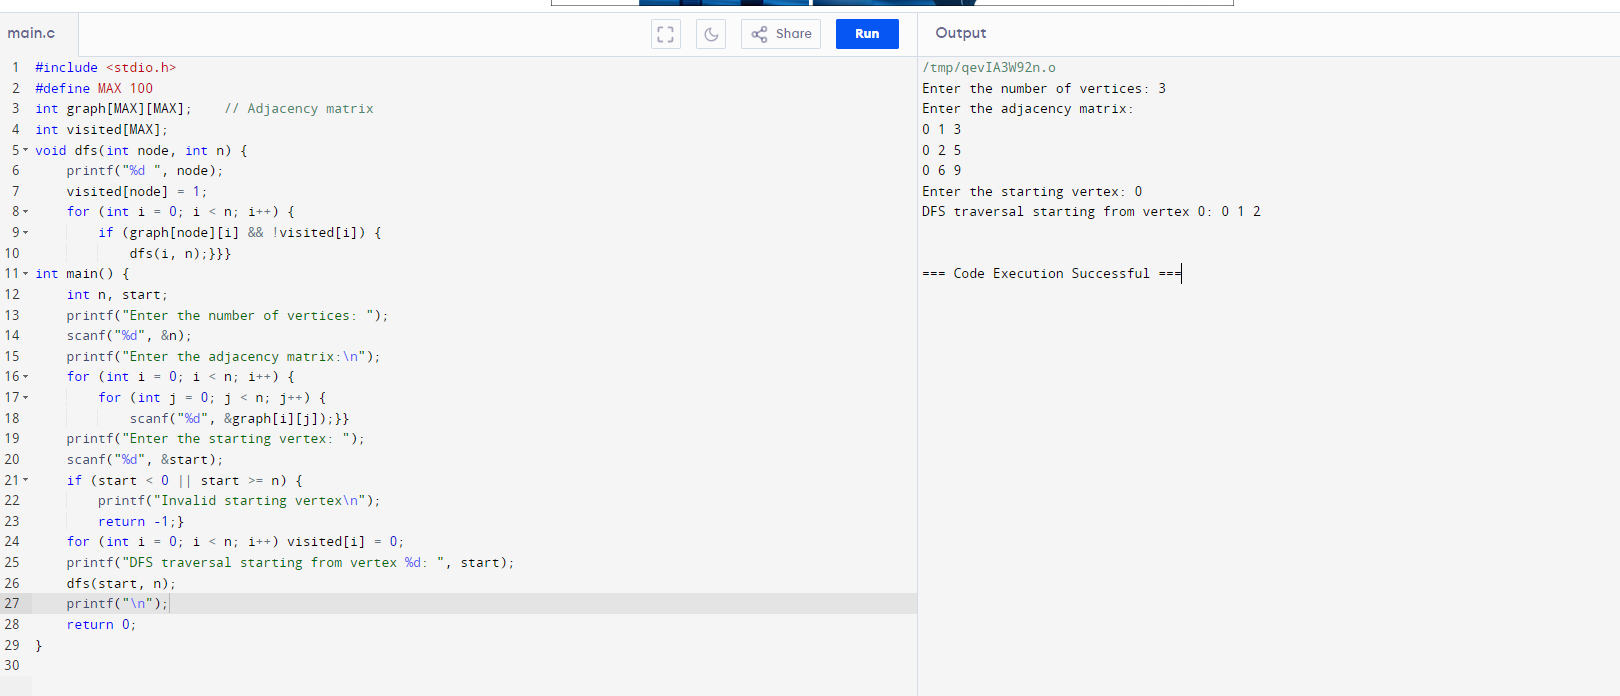 main.c
Share
Run
Output
1 #include <stdio.h>
2 #define MAX 100
3 int graph[MAX][MAX];    // Adjacency matrix
4 int visited[MAX];
5 void dfs(int node, int n) {
6     printf("%d ", node);
7     visited[node] = 1;
8     for (int i = 0; i < n; i++) {
9         if (graph[node][i] && !visited[i]) {
10             dfs(i, n);}}}
11 int main() {
12     int n, start;
13     printf("Enter the number of vertices: ");
14     scanf("%d", &n);
15     printf("Enter the adjacency matrix:\n");
16     for (int i = 0; i < n; i++) {
17         for (int j = 0; j < n; j++) {
18             scanf("%d", &graph[i][j]);}}
19     printf("Enter the starting vertex: ");
20     scanf("%d", &start);
21     if (start < 0 || start >= n) {
22         printf("Invalid starting vertex\n");
23         return -1;}
24     for (int i = 0; i < n; i++) visited[i] = 0;
25     printf("DFS traversal starting from vertex %d: ", start);
26     dfs(start, n);
27     printf("\n");
28     return 0;
29 }
30
/tmp/qevIA3W92n.o
Enter the number of vertices: 3
Enter the adjacency matrix:
0 1 3
0 2 5
0 6 9
Enter the starting vertex: 0
DFS traversal starting from vertex 0: 0 1 2
=== Code Execution Successful ===